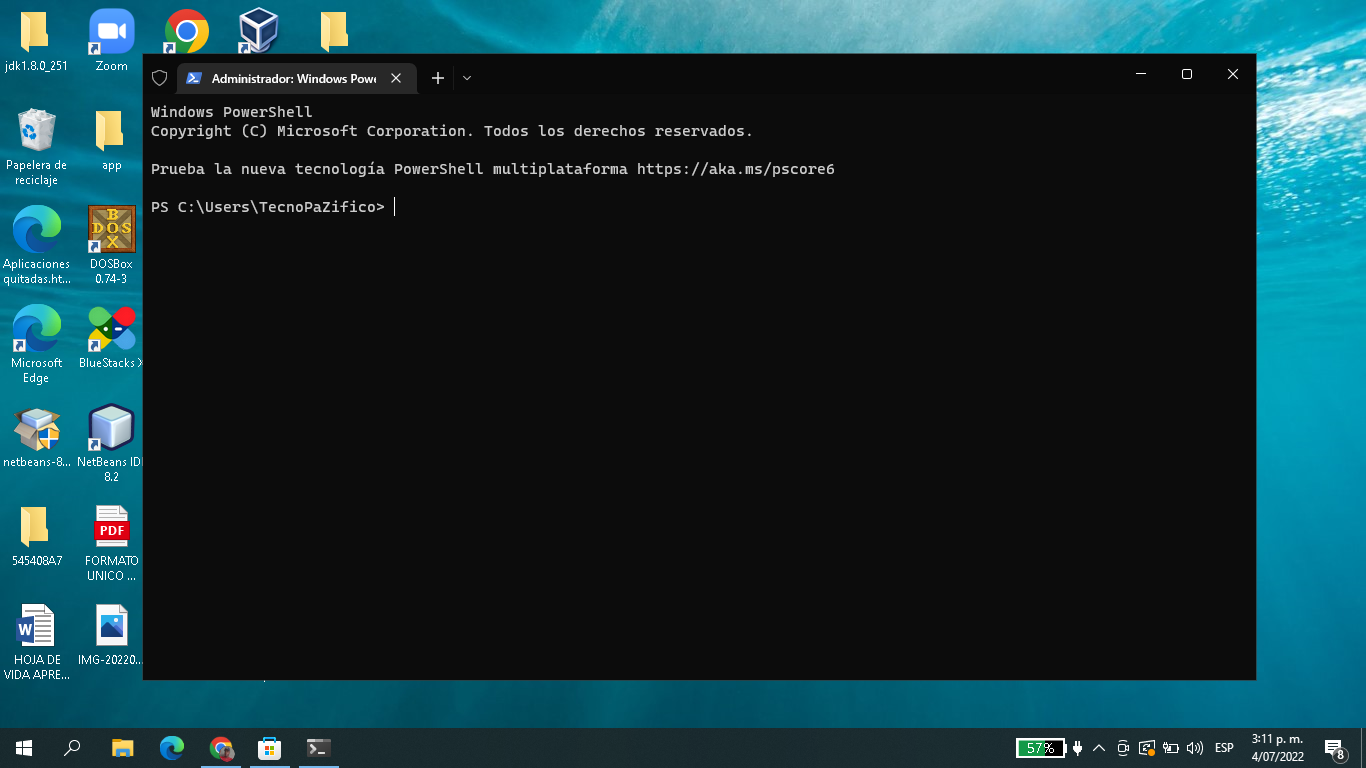 jdk1.8.0_251
Zoom
Papelera de
reciclaje
app
Aplicaciones
quitadas.ht...
DOSBox
0.74-3
Microsoft
Edge
BlueStacks X
netbeans-8...
NetBeans IDE
8.2
545408A7
PDF
FORMATO
UNICO ...
HOJA DE
VIDA APRE...
IMG-20220...
Administrador: Windows Powe
Windows PowerShell
Copyright (C) Microsoft Corporation. Todos los derechos reservados.
Prueba la nueva tecnología PowerShell multiplataforma https://aka.ms/pscore6
PS C:\Users\TecnoPaZifico>
57%
ESP
3:11 p. m.
4/07/2022
8